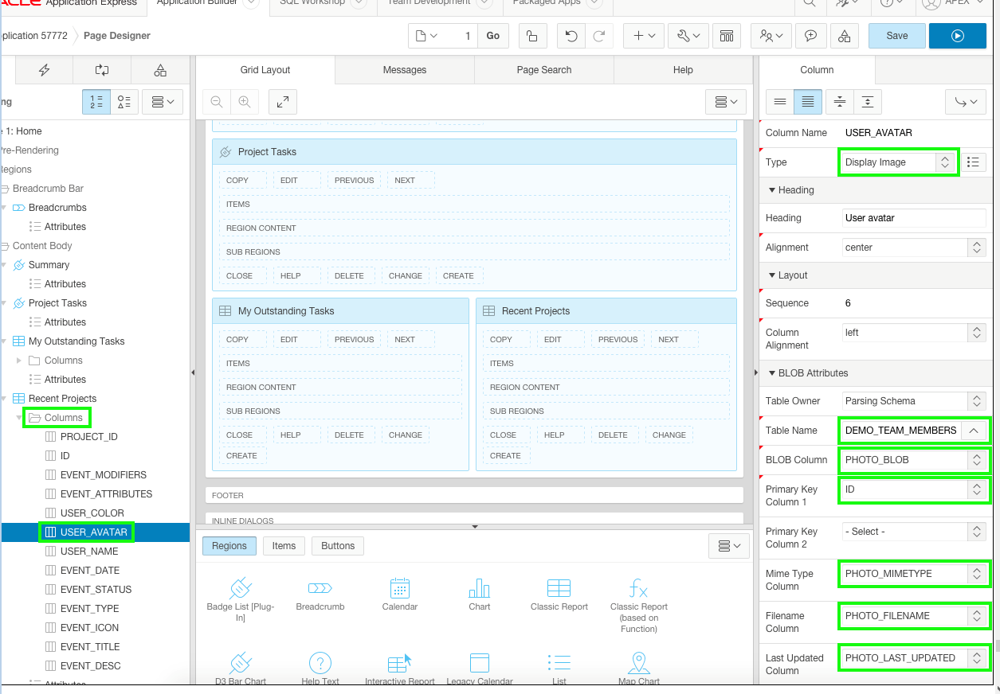 Application Express
Application Builder
SQL Workshop
Team Development
Packaged Apps
APEX
plication 57772
Page Designer
1
Go
Save
Grid Layout
Messages
Page Search
Help
Column
ng
e 1: Home
Pre-Rendering
Regions
Breadcrumb Bar
Breadcrumbs
Attributes
Content Body
Summary
Attributes
Project Tasks
Attributes
My Outstanding Tasks
Columns
Attributes
Recent Projects
Columns
PROJECT_ID
ID
EVENT_MODIFIERS
EVENT_ATTRIBUTES
USER_COLOR
USER_AVATAR
USER_NAME
EVENT_DATE
EVENT_STATUS
EVENT_TYPE
EVENT_ICON
EVENT_TITLE
EVENT_DESC
Attributes
Project Tasks
COPY EDIT PREVIOUS NEXT
ITEMS
REGION CONTENT
SUB REGIONS
CLOSE HELP DELETE CHANGE CREATE
My Outstanding Tasks
COPY EDIT PREVIOUS NEXT
ITEMS
REGION CONTENT
SUB REGIONS
CLOSE HELP DELETE CHANGE
CREATE
Recent Projects
COPY EDIT PREVIOUS NEXT
ITEMS
REGION CONTENT
SUB REGIONS
CLOSE HELP DELETE CHANGE
CREATE
FOOTER
INLINE DIALOGS
Regions Items Buttons
Badge List [Plug-
In]
Breadcrumb
Calendar
Chart
Classic Report
Classic Report
(based on
Function)
D3 Bar Chart
Help Text
Interactive Report
Legacy Calendar
List
Map Chart
Column Name USER_AVATAR
Type Display Image
Heading
Heading User avatar
Alignment center
Layout
Sequence 6
Column
Alignment
left
BLOB Attributes
Table Owner Parsing Schema
Table Name DEMO_TEAM_MEMBERS
BLOB Column PHOTO_BLOB
Primary Key
Column 1
ID
Primary Key
Column 2
- Select -
Mime Type
Column
PHOTO_MIMETYPE
Filename
Column
PHOTO_FILENAME
Last Updated
Column
PHOTO_LAST_UPDATED